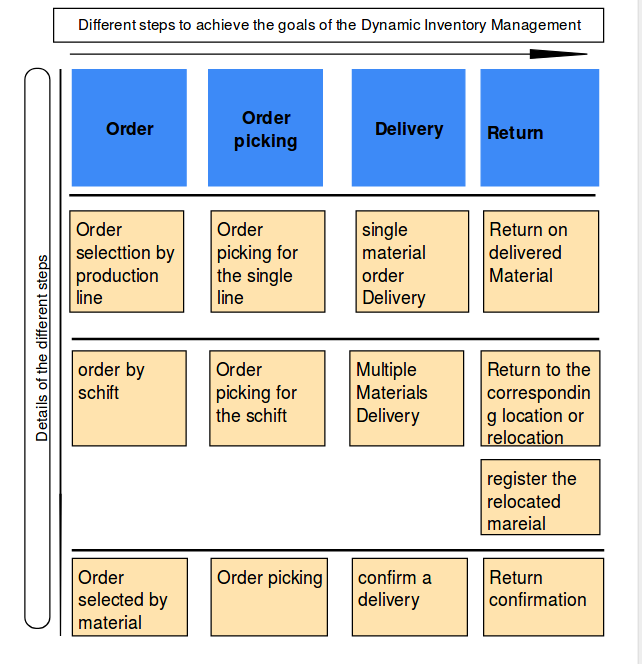 Different steps to achieve the goals of the Dynamic Inventory Management
Details of the different steps
Order
Order
picking
Delivery
Return
Order
selecttion by
production
line
Order
picking for
the single
line
single
material
order
Delivery
Return on
delivered
Material
order by
schift
Order
picking for
the schift
Multiple
Materials
Delivery
Return to the
correspondin
g location or
relocation
register the
relocated
mareial
Order
selected by
material
Order picking
confirm a
delivery
Return
confirmation